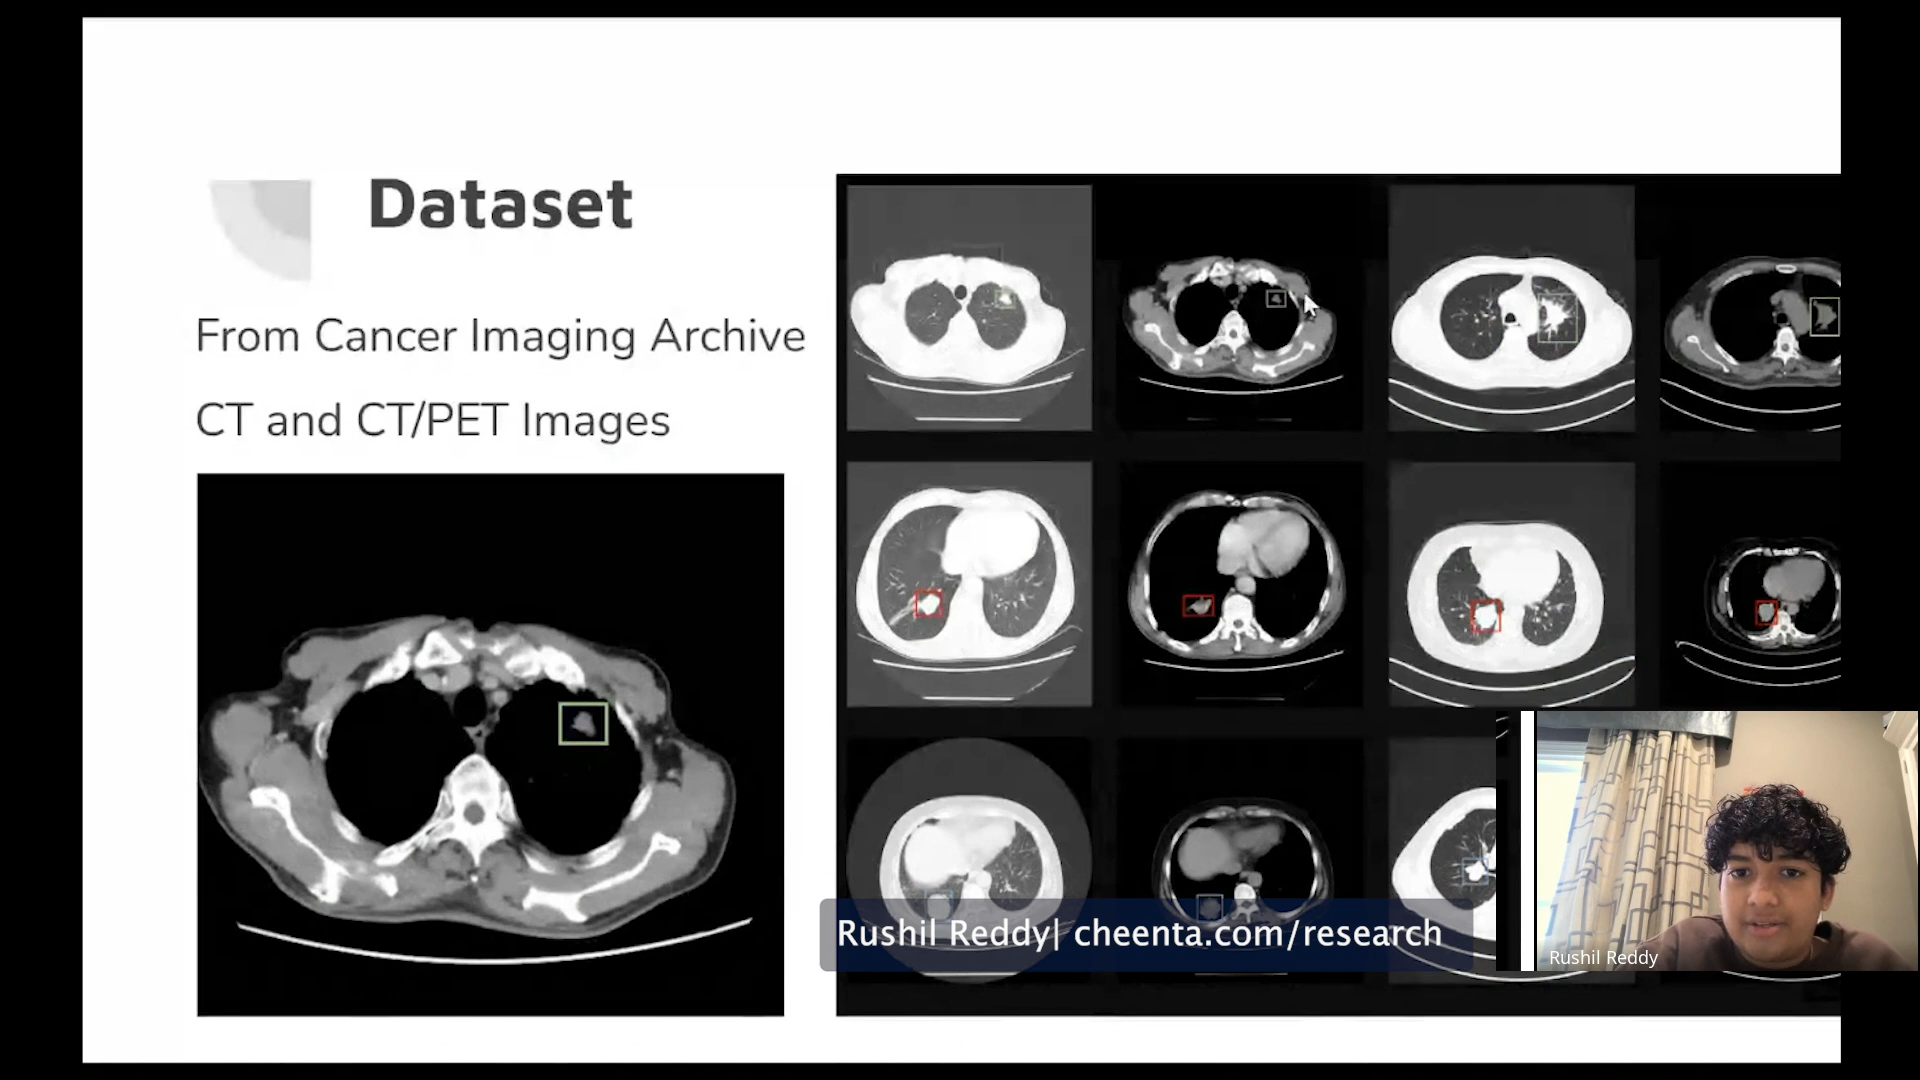 Dataset
From Cancer Imaging Archive
CT and CT/PET Images
Rushil Reddy| cheenta.com/research
Rushil Reddy